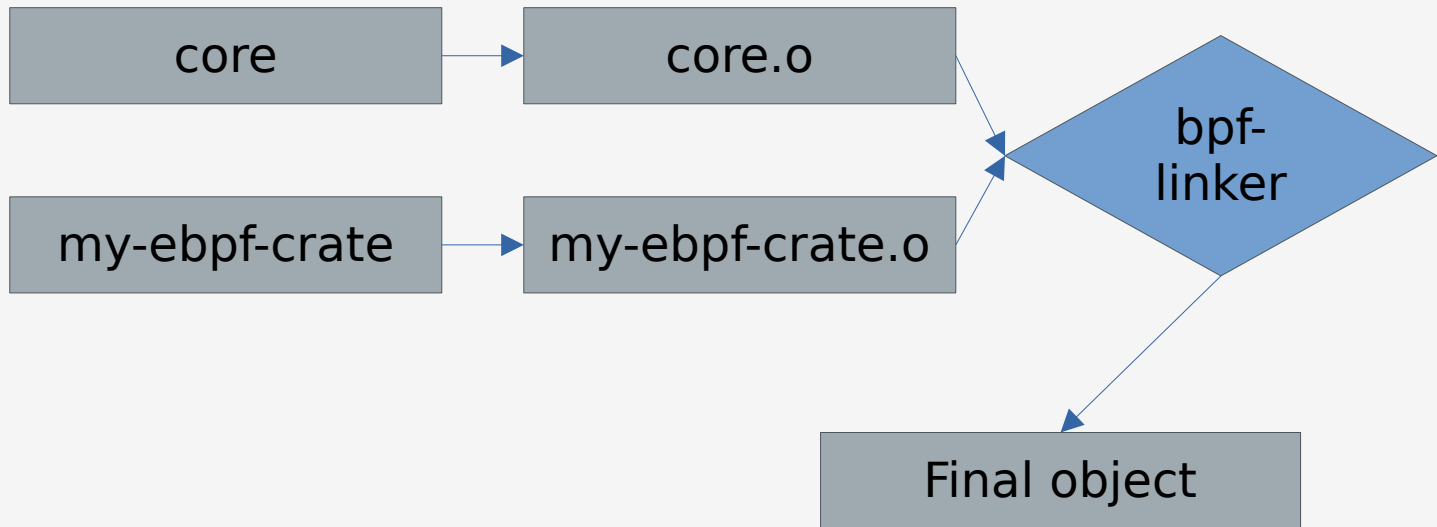 core
core.o
bpf-
linker
my-ebpf-crate
my-ebpf-crate.o
Final object